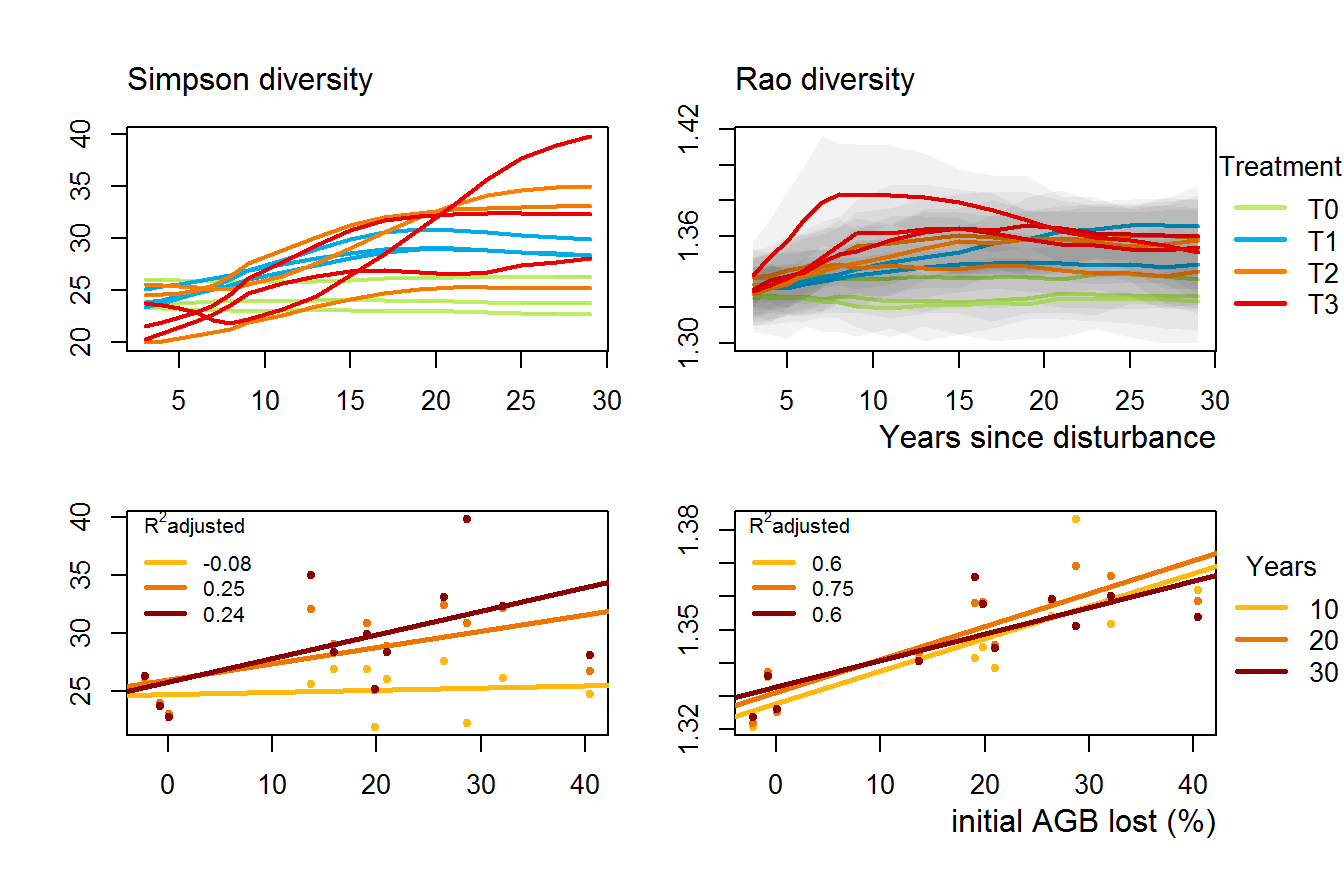 Simpson diversity
40
35
30
25
20
5 10 15 20 25 30
Rao diversity
1.42
1.36
1.30
5 10 15 20 25 30
Years since disturbance
Treatment
T0
T1
T2
T3
40
35
30
25
R2adjusted
-0.08
0.25
0.24
0 10 20 30 40
1.38
1.35
1.32
R2adjusted
0.6
0.75
0.6
0 10 20 30 40
initial AGB lost (%)
Years
10
20
30